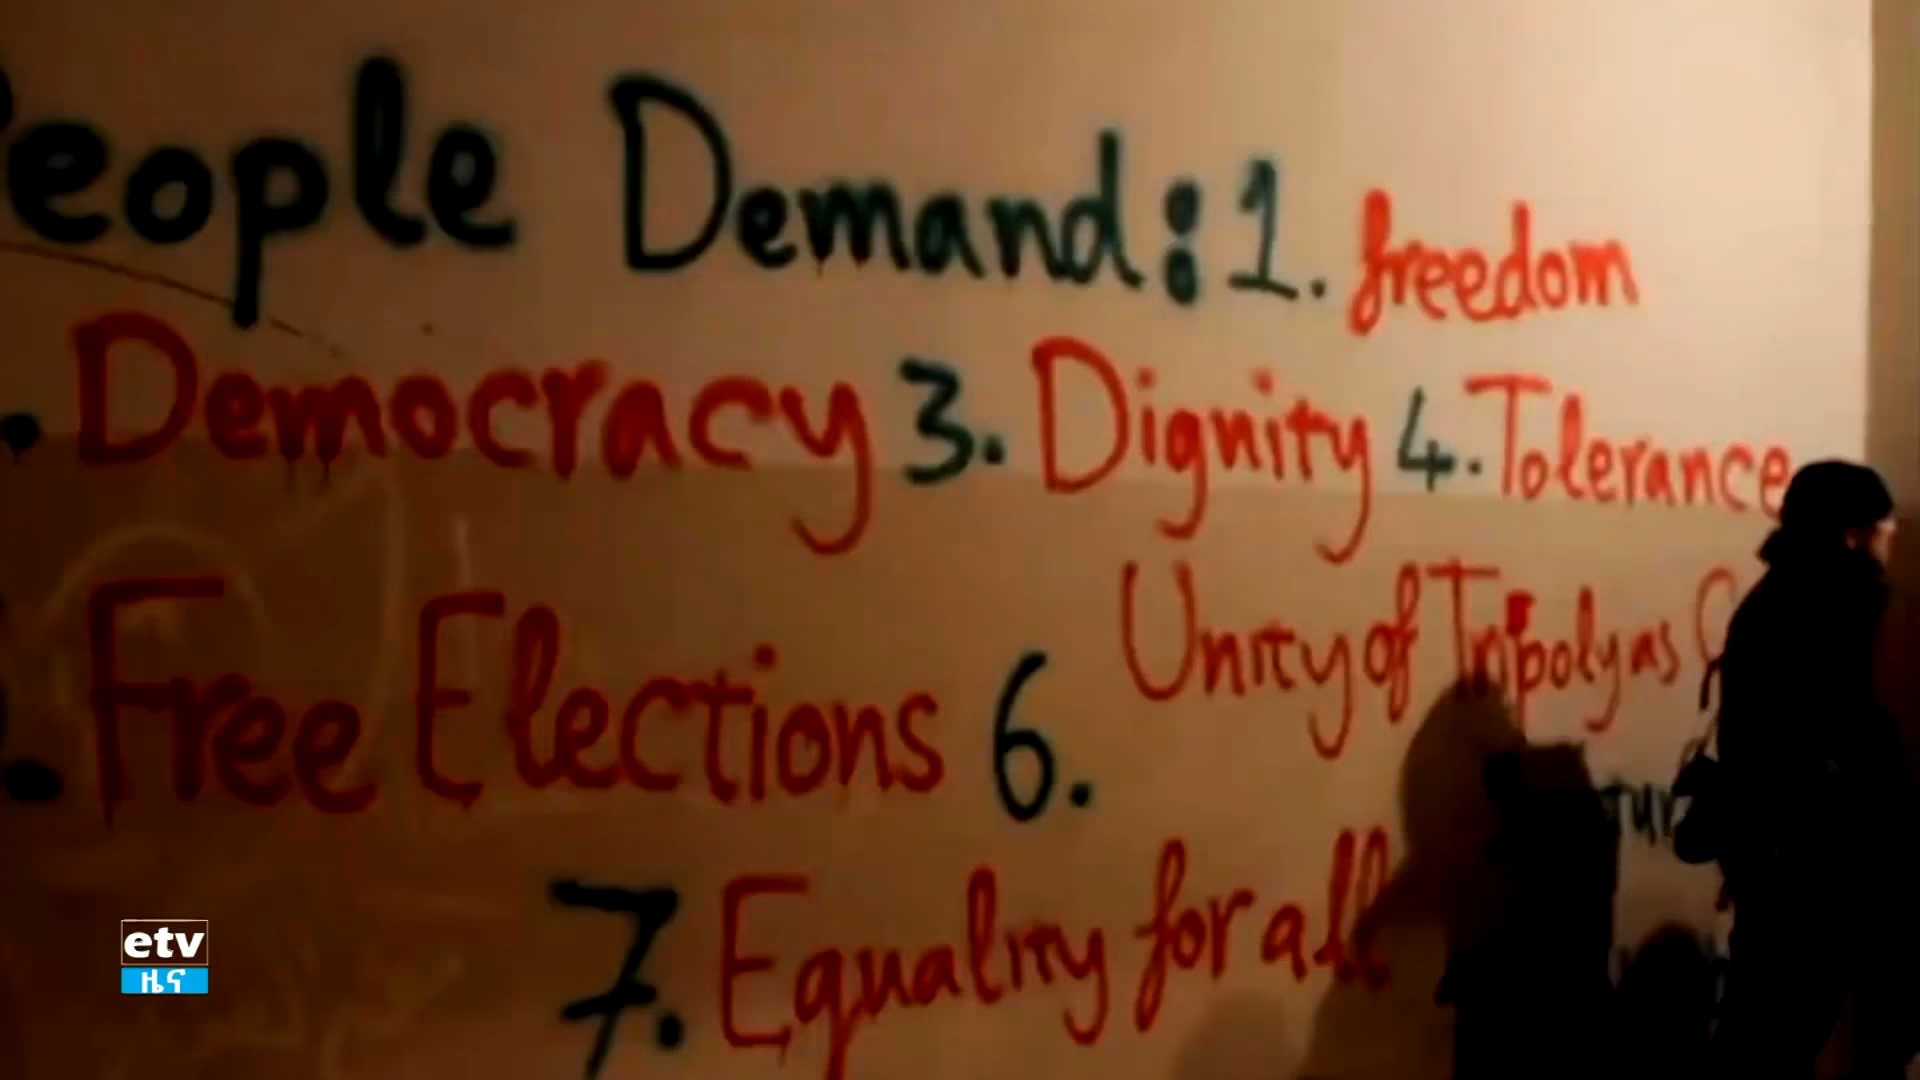 eople Demand: 1. freedom
. Democracy 3. Dignity 4. Tolerance
. Free Elections 6. Unity of Tripoly as
7. Equality for all
etv
ዜና